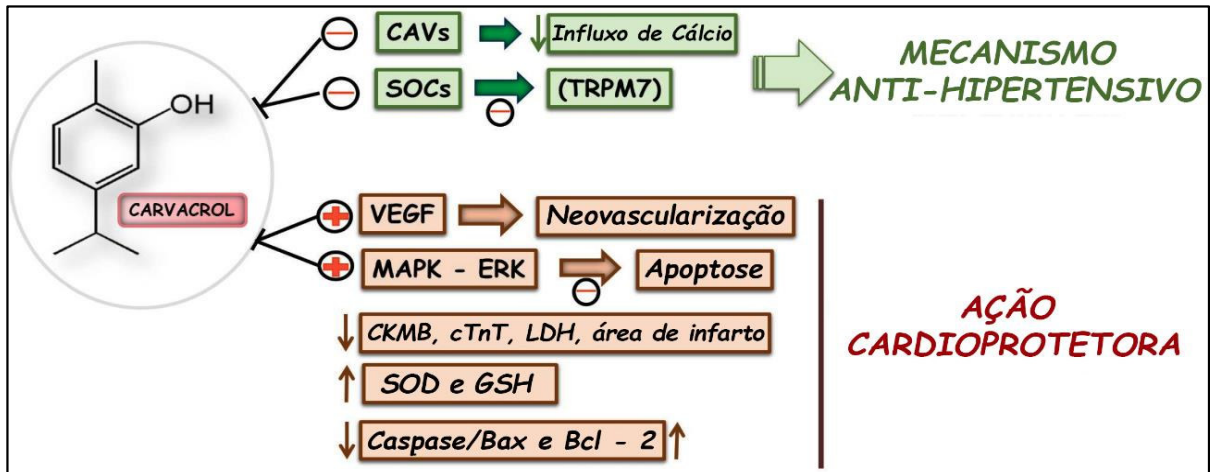 CAVs
Influxo de Cálcio
SOCs
(TRPM7)
MECANISMO
ANTI-HIPERTENSIVO
OH
CARVACROL
VEGF
Neovascularização
MAPK - ERK
Apoptose
CKMB, cTnT, LDH, área de infarto
SOD e GSH
Caspase/Bax e Bcl - 2
AÇÃO
CARDIOPROTETORA